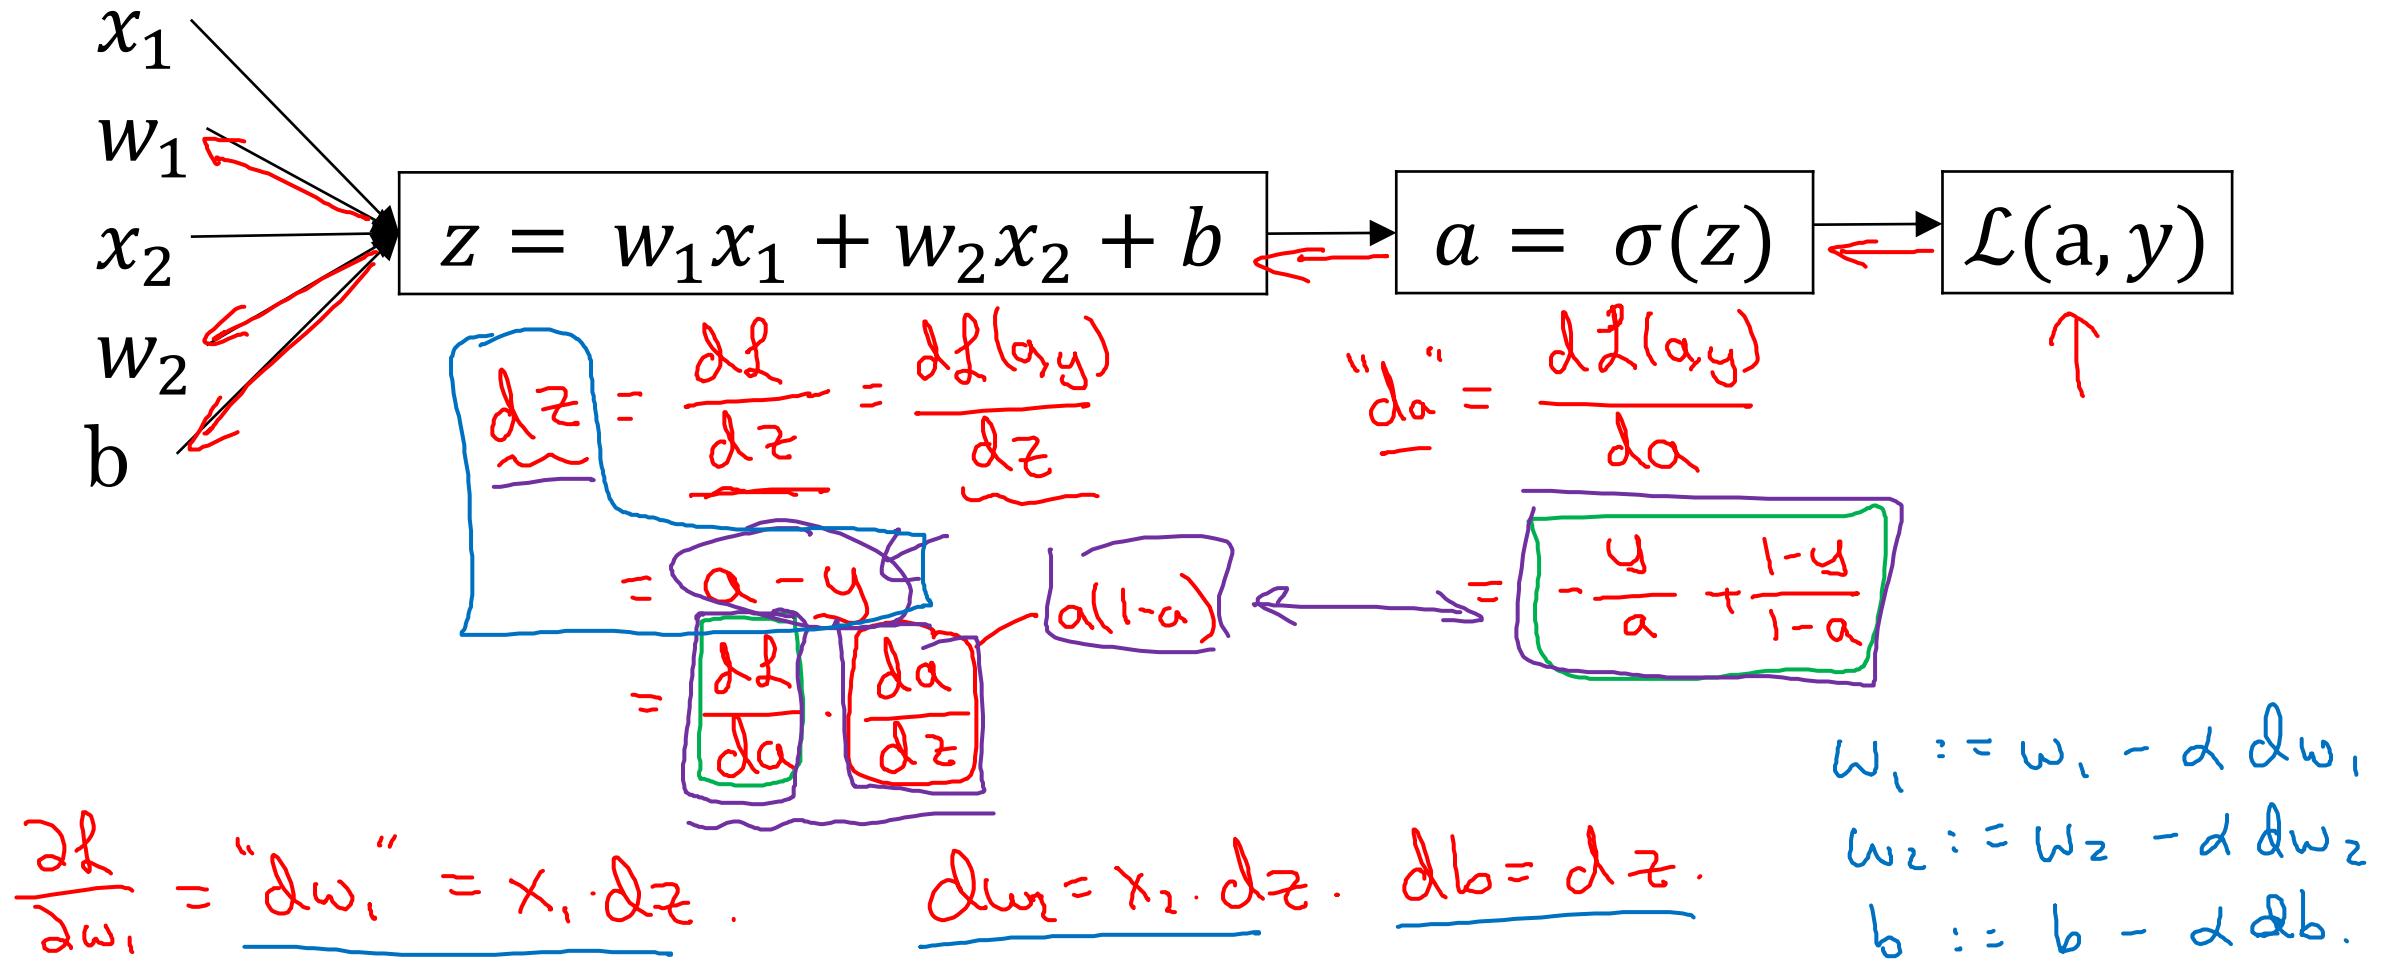 x₁
w₁
x₂
w₂
b
z = w₁x₁ + w₂x₂ + b
a = σ(z)
ℒ(a, y)
dz = dℒ/dz = dℒ(a,y)/dz
= a - y
= dℒ/da · da/dz
a(1-a)
"da" = dℒ(a,y)/da
= - y/a + 1-y/1-a
∂ℒ/∂w₁ = "dw₁" = x₁·dz.
dw₂ = x₂·dz.
db = dz.
w₁ := w₁ - α dw₁
w₂ := w₂ - α dw₂
b := b - α db.